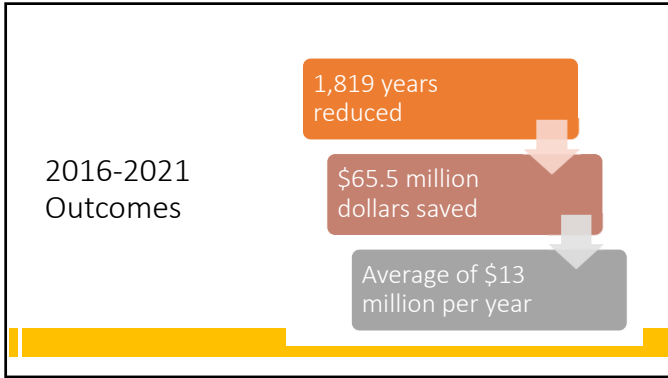 2016-2021
Outcomes
1,819 years
reduced
$65.5 million
dollars saved
Average of $13
million per year